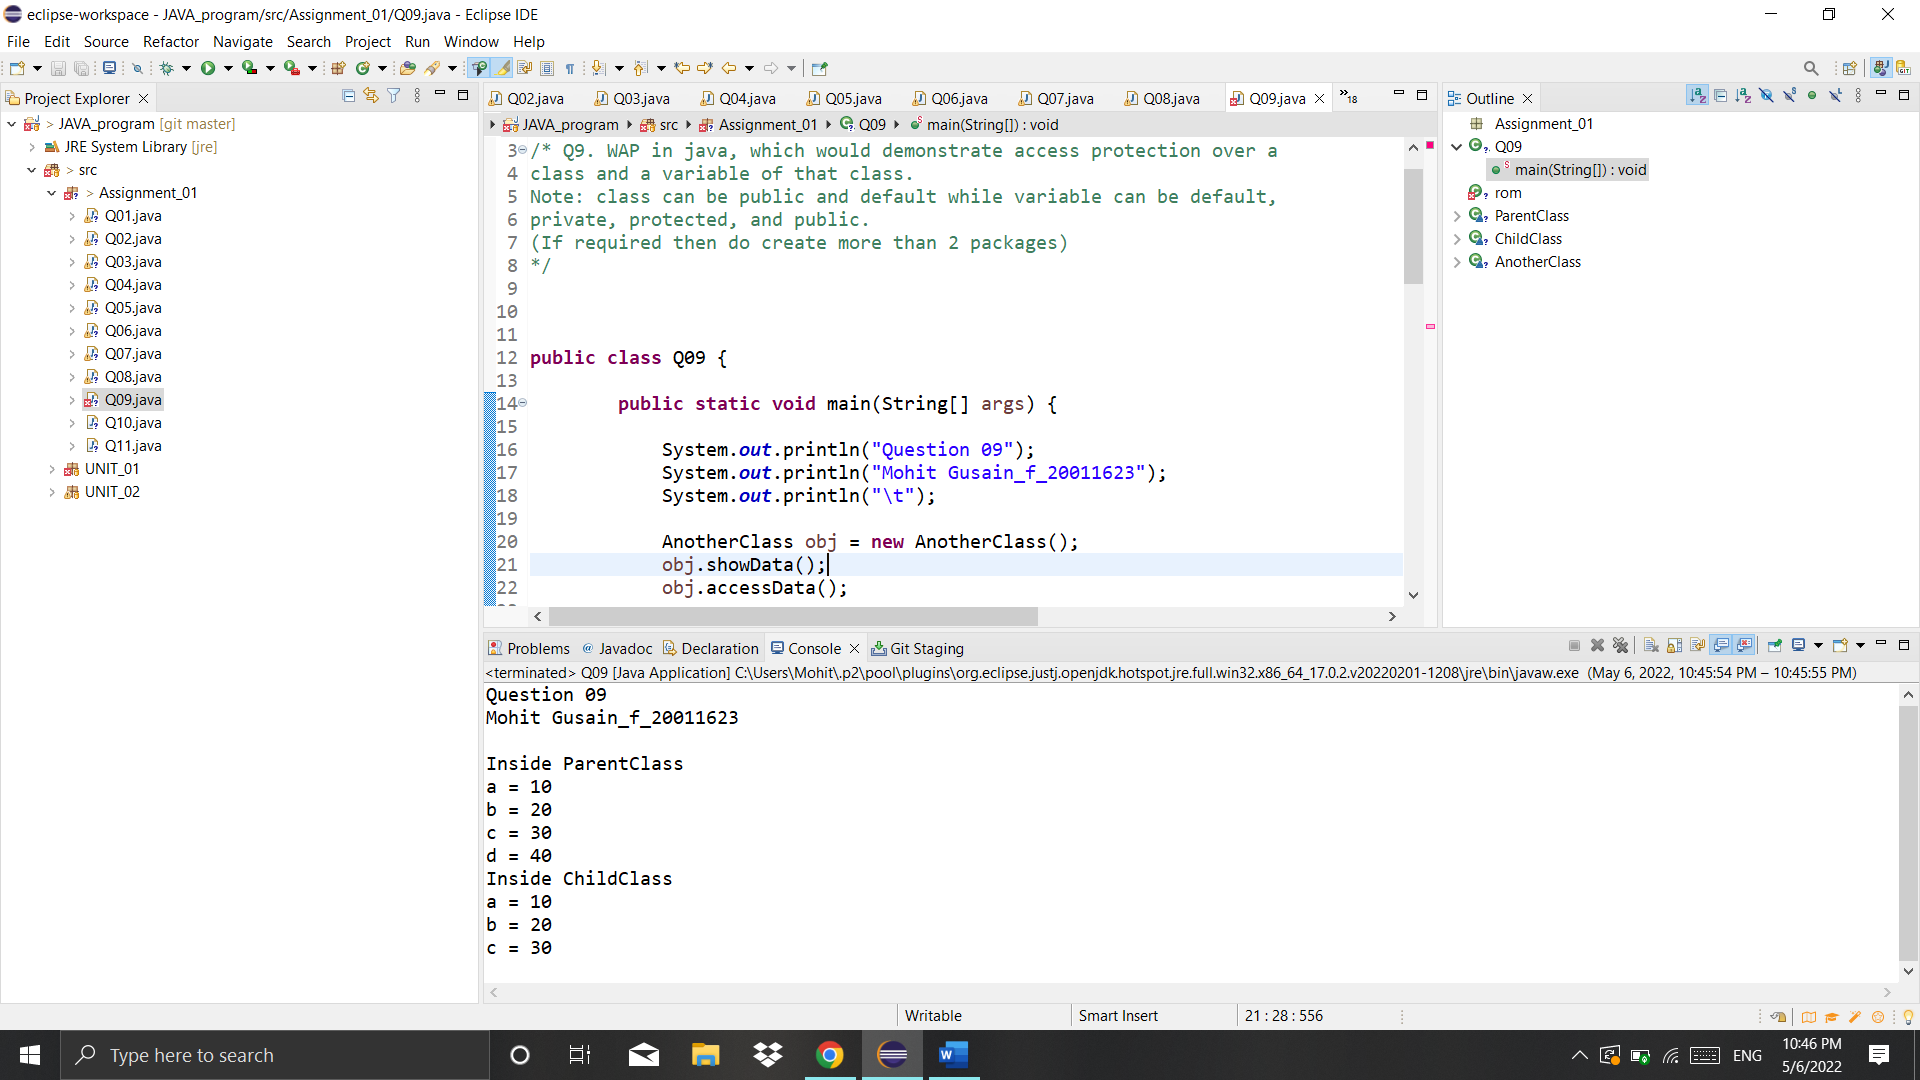 eclipse-workspace - JAVA_program/src/Assignment_01/Q09.java - Eclipse IDE
File Edit Source Refactor Navigate Search Project Run Window Help
Project Explorer
> JAVA_program [git master]
JRE System Library [jre]
> src
> Assignment_01
Q01.java
Q02.java
Q03.java
Q04.java
Q05.java
Q06.java
Q07.java
Q08.java
Q09.java
Q10.java
Q11.java
UNIT_01
UNIT_02
Q02.java Q03.java Q04.java Q05.java Q06.java Q07.java Q08.java Q09.java »18
JAVA_program src Assignment_01 Q09 main(String[]) : void
3 /* Q9. WAP in java, which would demonstrate access protection over a
4 class and a variable of that class.
5 Note: class can be public and default while variable can be default,
6 private, protected, and public.
7 (If required then do create more than 2 packages)
8 */
9
10
11
12 public class Q09 {
13
14 public static void main(String[] args) {
15
16 System.out.println("Question 09");
17 System.out.println("Mohit Gusain_f_20011623");
18 System.out.println("\t");
19
20 AnotherClass obj = new AnotherClass();
21 obj.showData();
22 obj.accessData();
Outline
Assignment_01
Q09
main(String[]) : void
rom
ParentClass
ChildClass
AnotherClass
Problems @ Javadoc Declaration Console Git Staging
<terminated> Q09 [Java Application] C:\Users\Mohit\.p2\pool\plugins\org.eclipse.justj.openjdk.hotspot.jre.full.win32.x86_64_17.0.2.v20220201-1208\jre\bin\javaw.exe (May 6, 2022, 10:45:54 PM – 10:45:55 PM)
Question 09
Mohit Gusain_f_20011623
Inside ParentClass
a = 10
b = 20
c = 30
d = 40
Inside ChildClass
a = 10
b = 20
c = 30
Writable Smart Insert 21 : 28 : 556
Type here to search
ENG
10:46 PM
5/6/2022